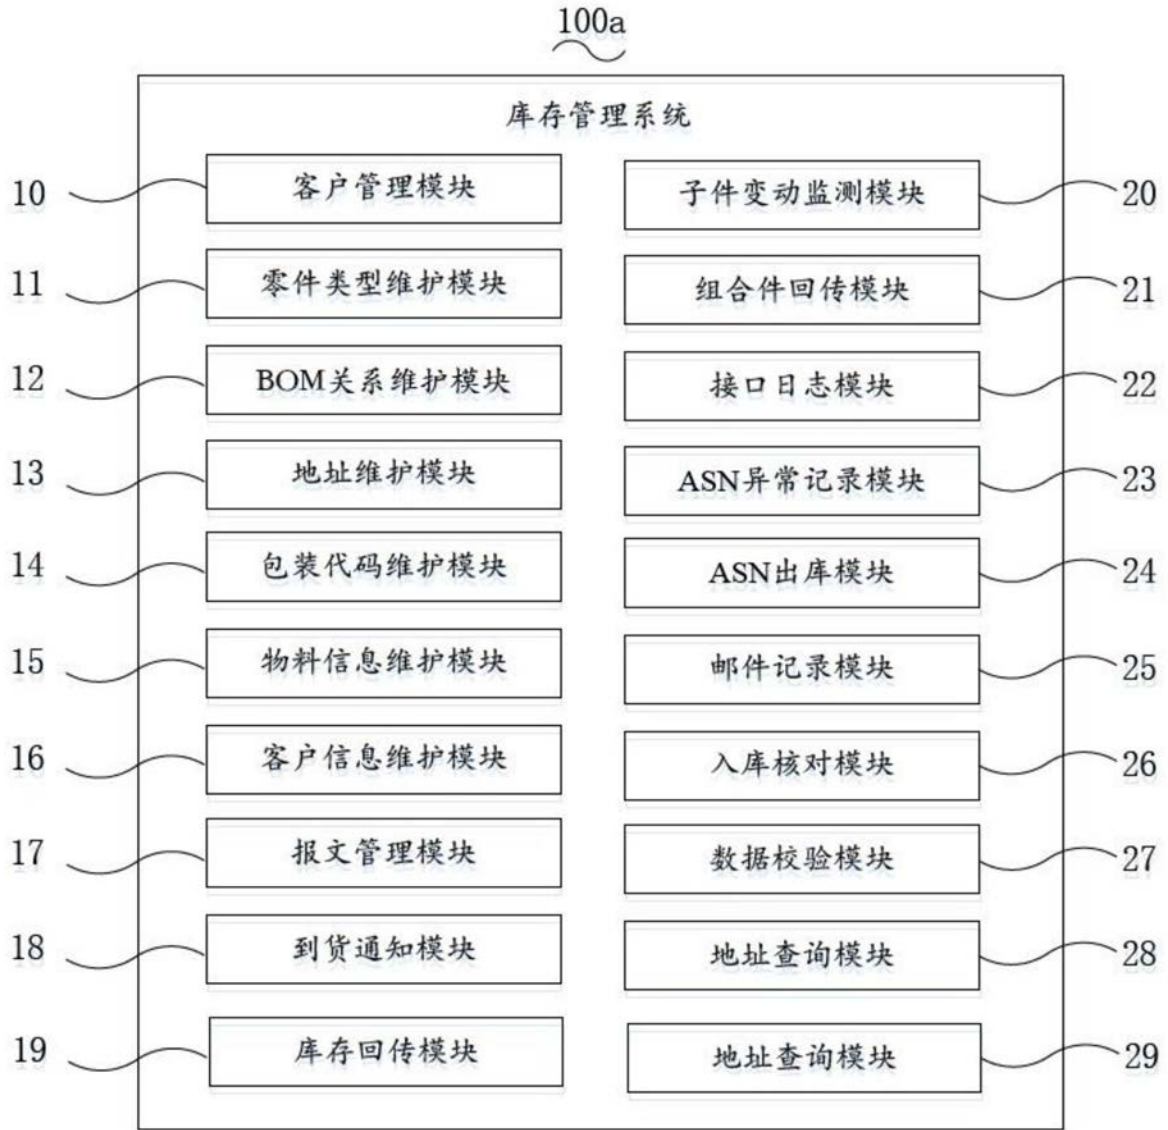 100a
库存管理系统
10 客户管理模块 子件变动监测模块 20
11 零件类型维护模块 组合件回传模块 21
12 BOM关系维护模块 接口日志模块 22
13 地址维护模块 ASN异常记录模块 23
14 包装代码维护模块 ASN出库模块 24
15 物料信息维护模块 邮件记录模块 25
16 客户信息维护模块 入库核对模块 26
17 报文管理模块 数据校验模块 27
18 到货通知模块 地址查询模块 28
19 库存回传模块 地址查询模块 29